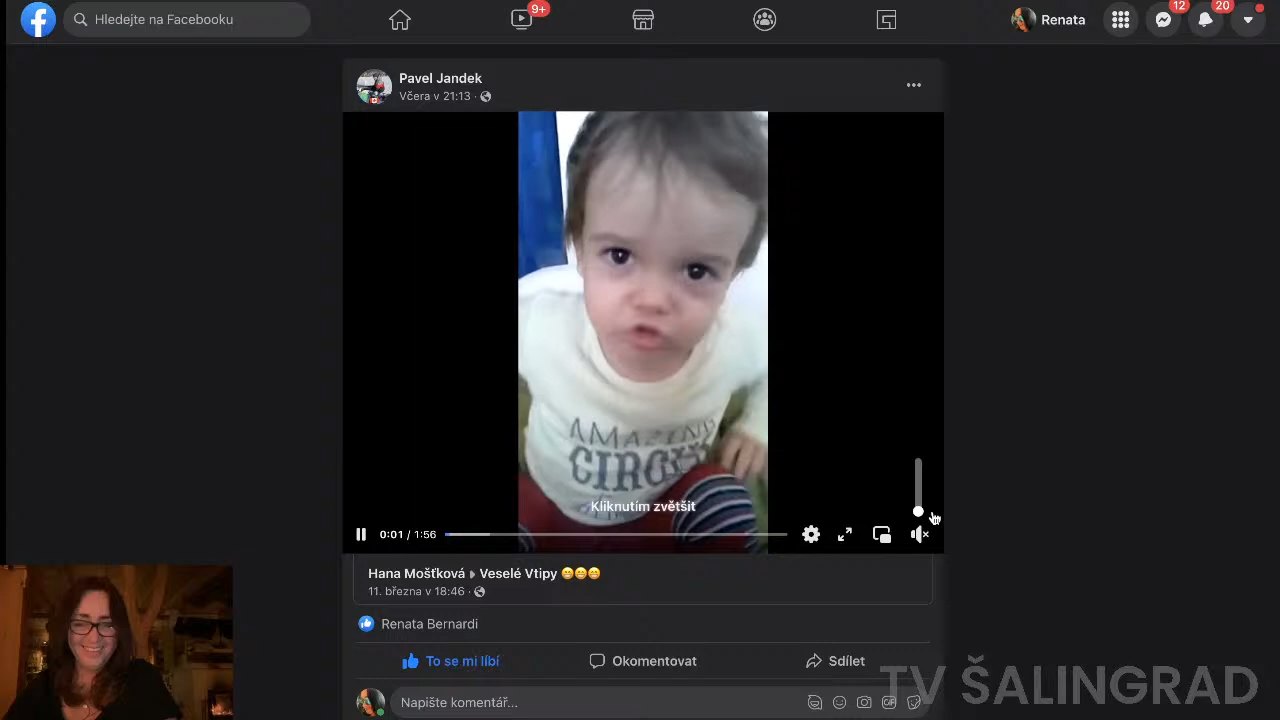 Hledejte na Facebooku
9+
Renata
12
20
Pavel Jandek
Včera v 21:13 ·
AMAZING
CIRCUS
Kliknutím zvětšit
0:01 / 1:56
Hana Mošťková ▸ Veselé Vtipy 😁😁😁
11. března v 18:46 ·
Renata Bernardi
To se mi líbí
Okomentovat
Sdílet
Napište komentář...
GIF
TV ŠALINGRAD